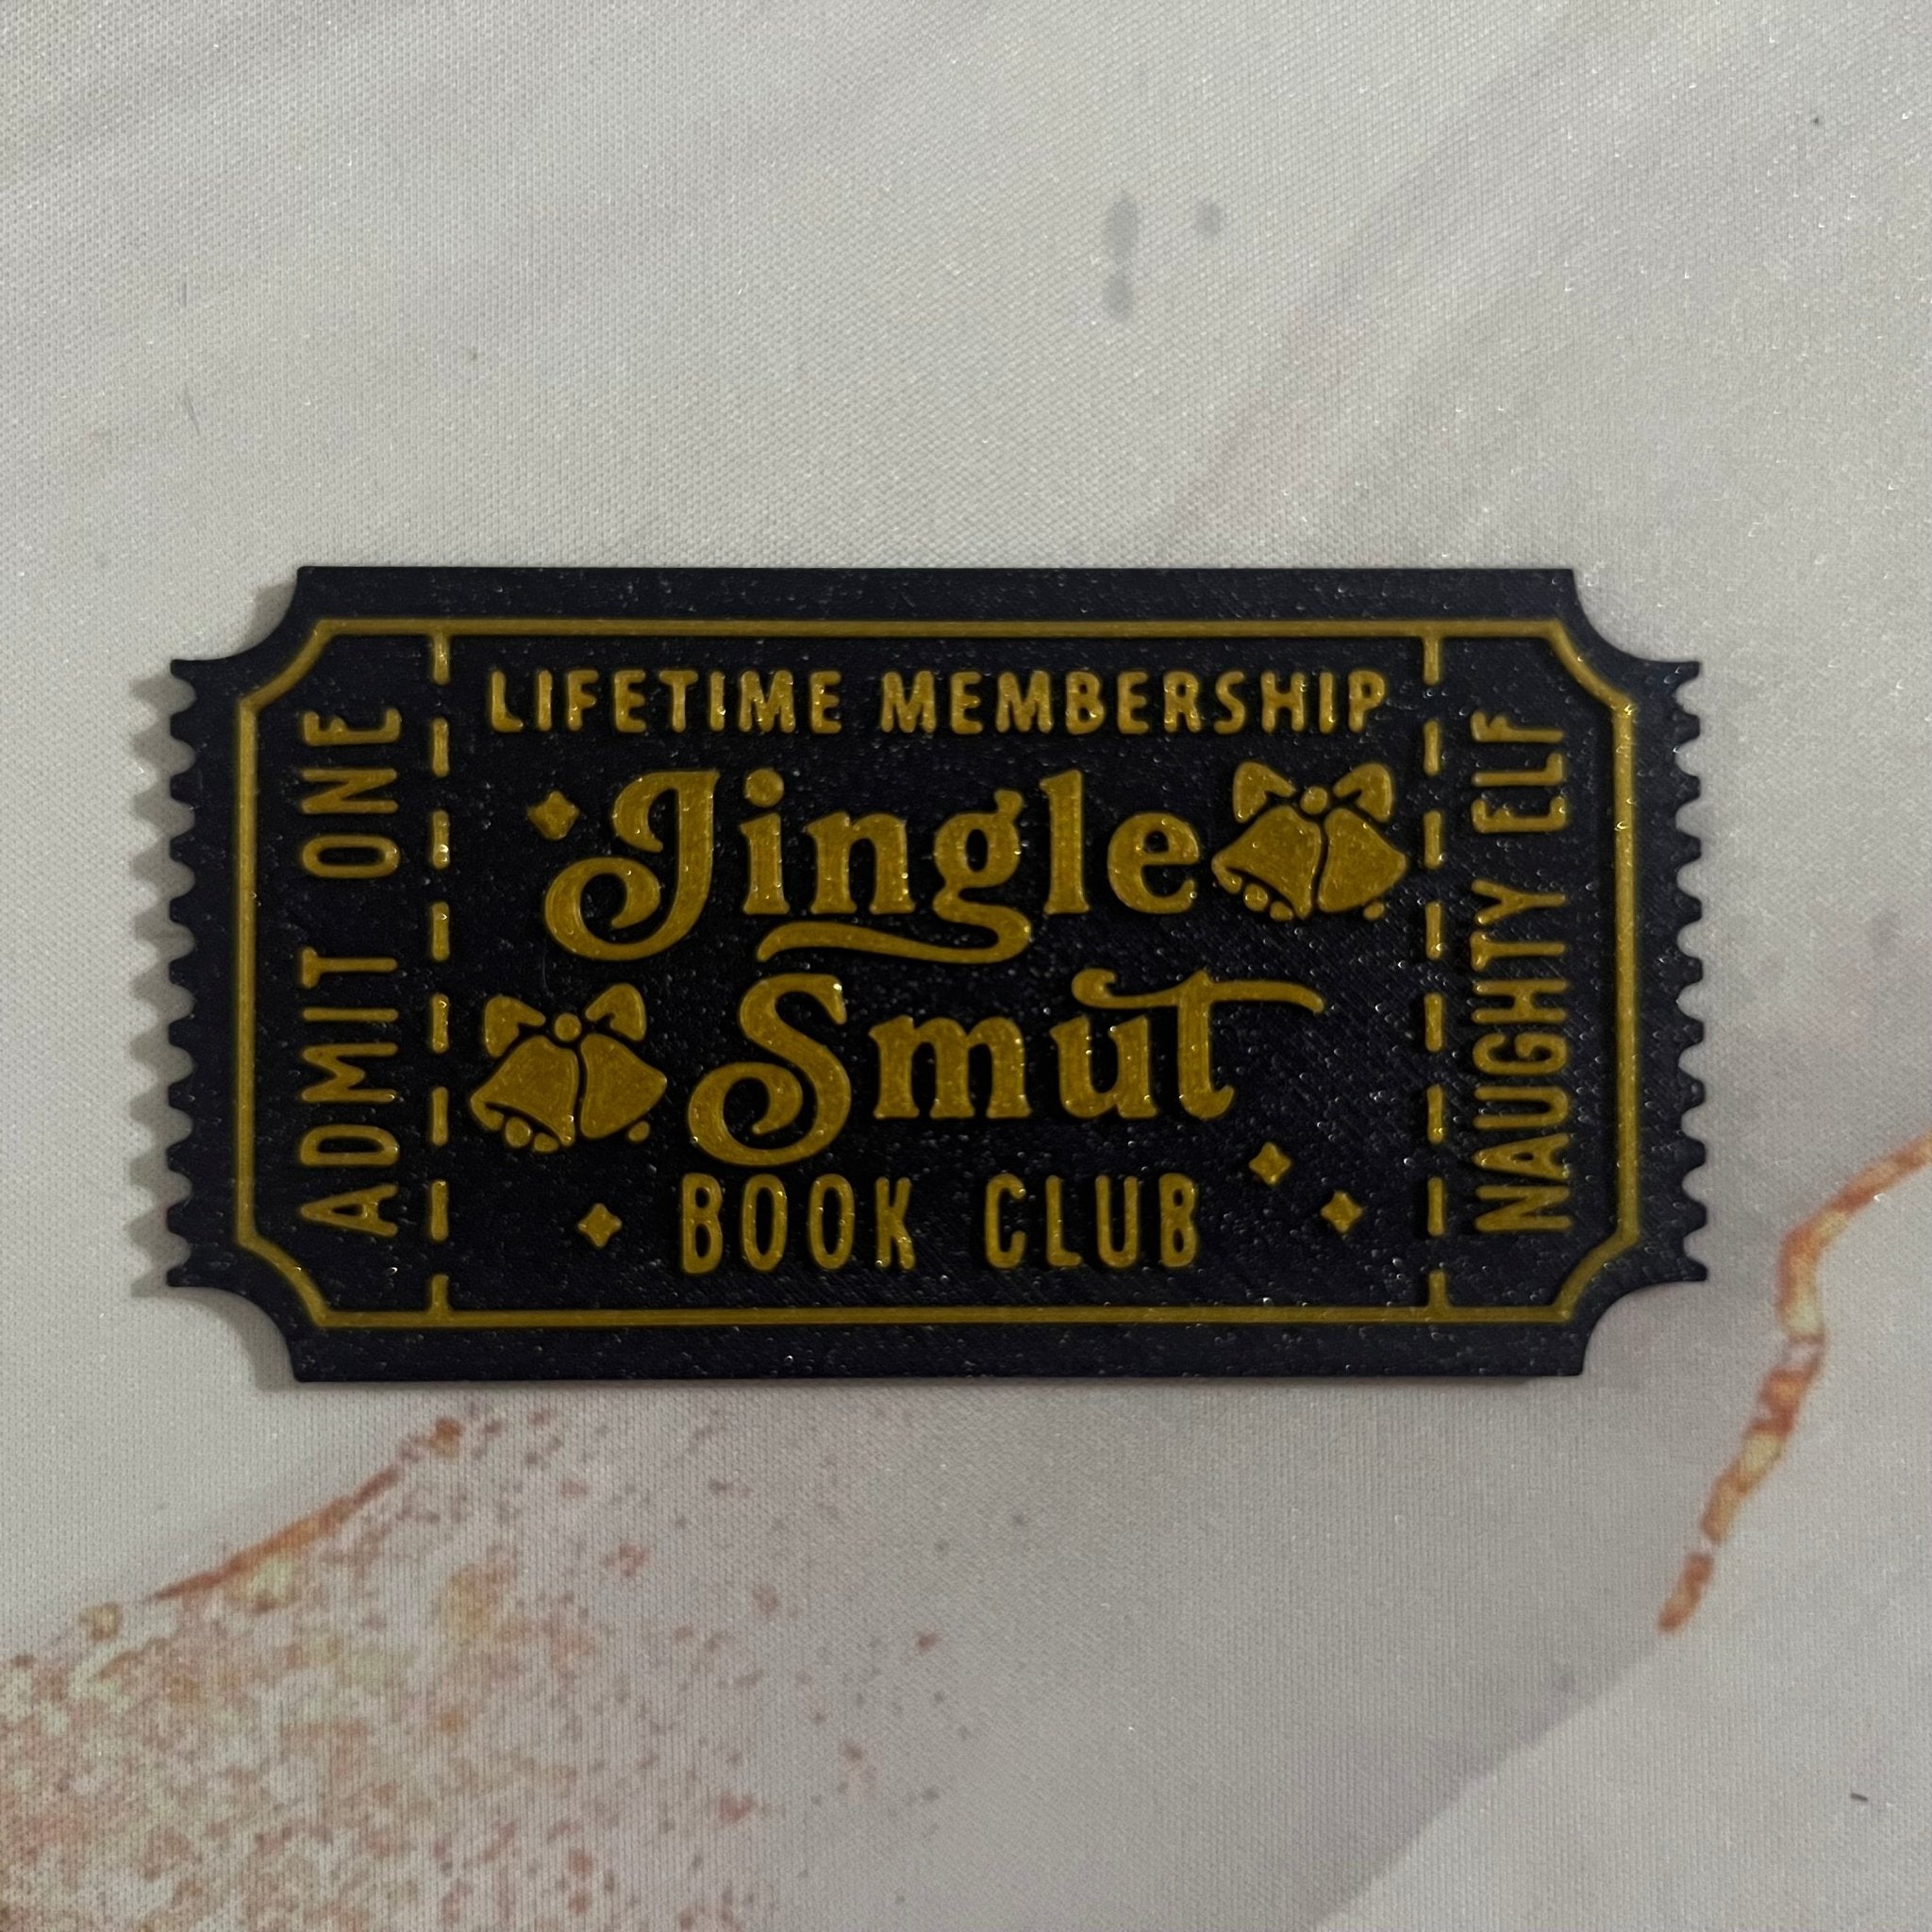 ADMIT ONE
LIFETIME MEMBERSHIP
Jingle
Smut
BOOK CLUB
NAUGHTY ELF